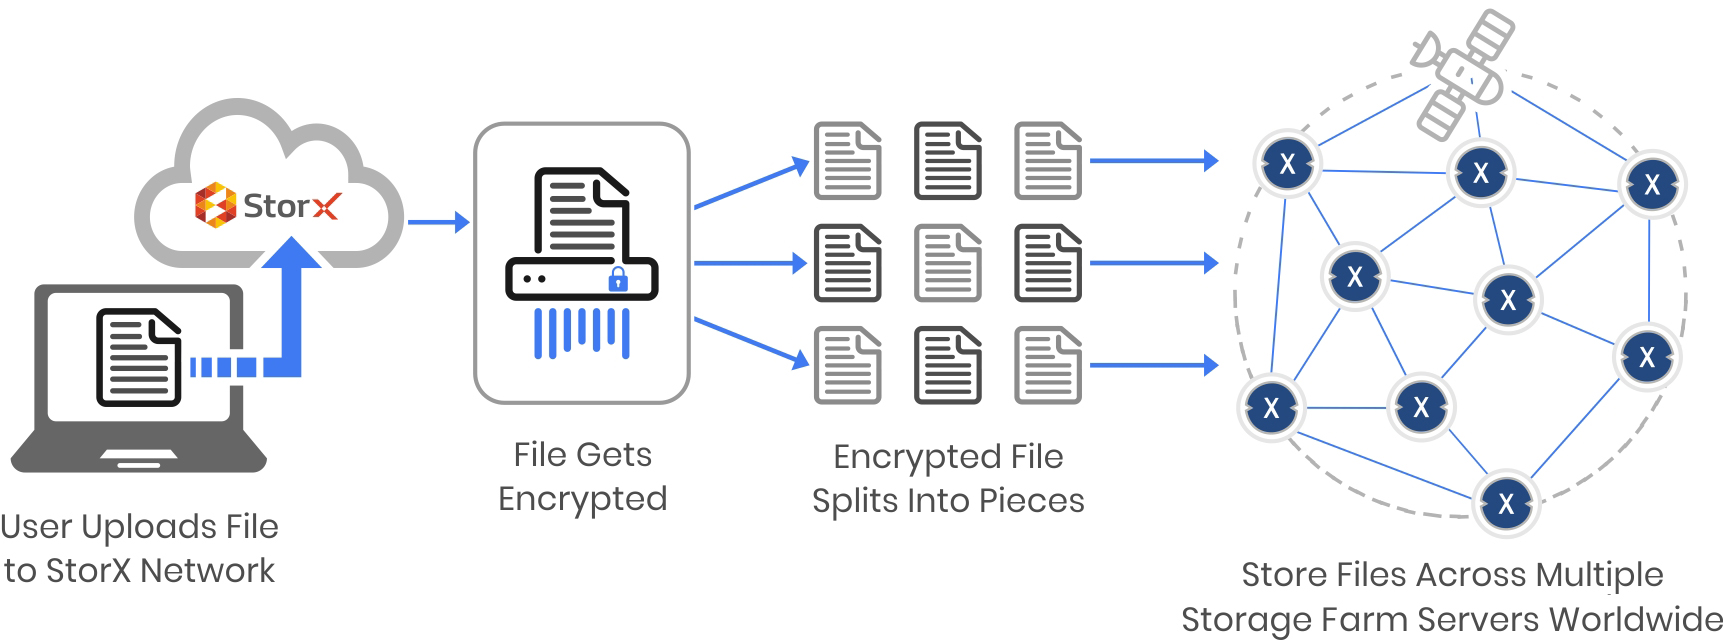 StorX
User Uploads File
to StorX Network
File Gets
Encrypted
Encrypted File
Splits Into Pieces
X
X
X
X
X
X
X
X
X
Store Files Across Multiple
Storage Farm Servers Worldwide